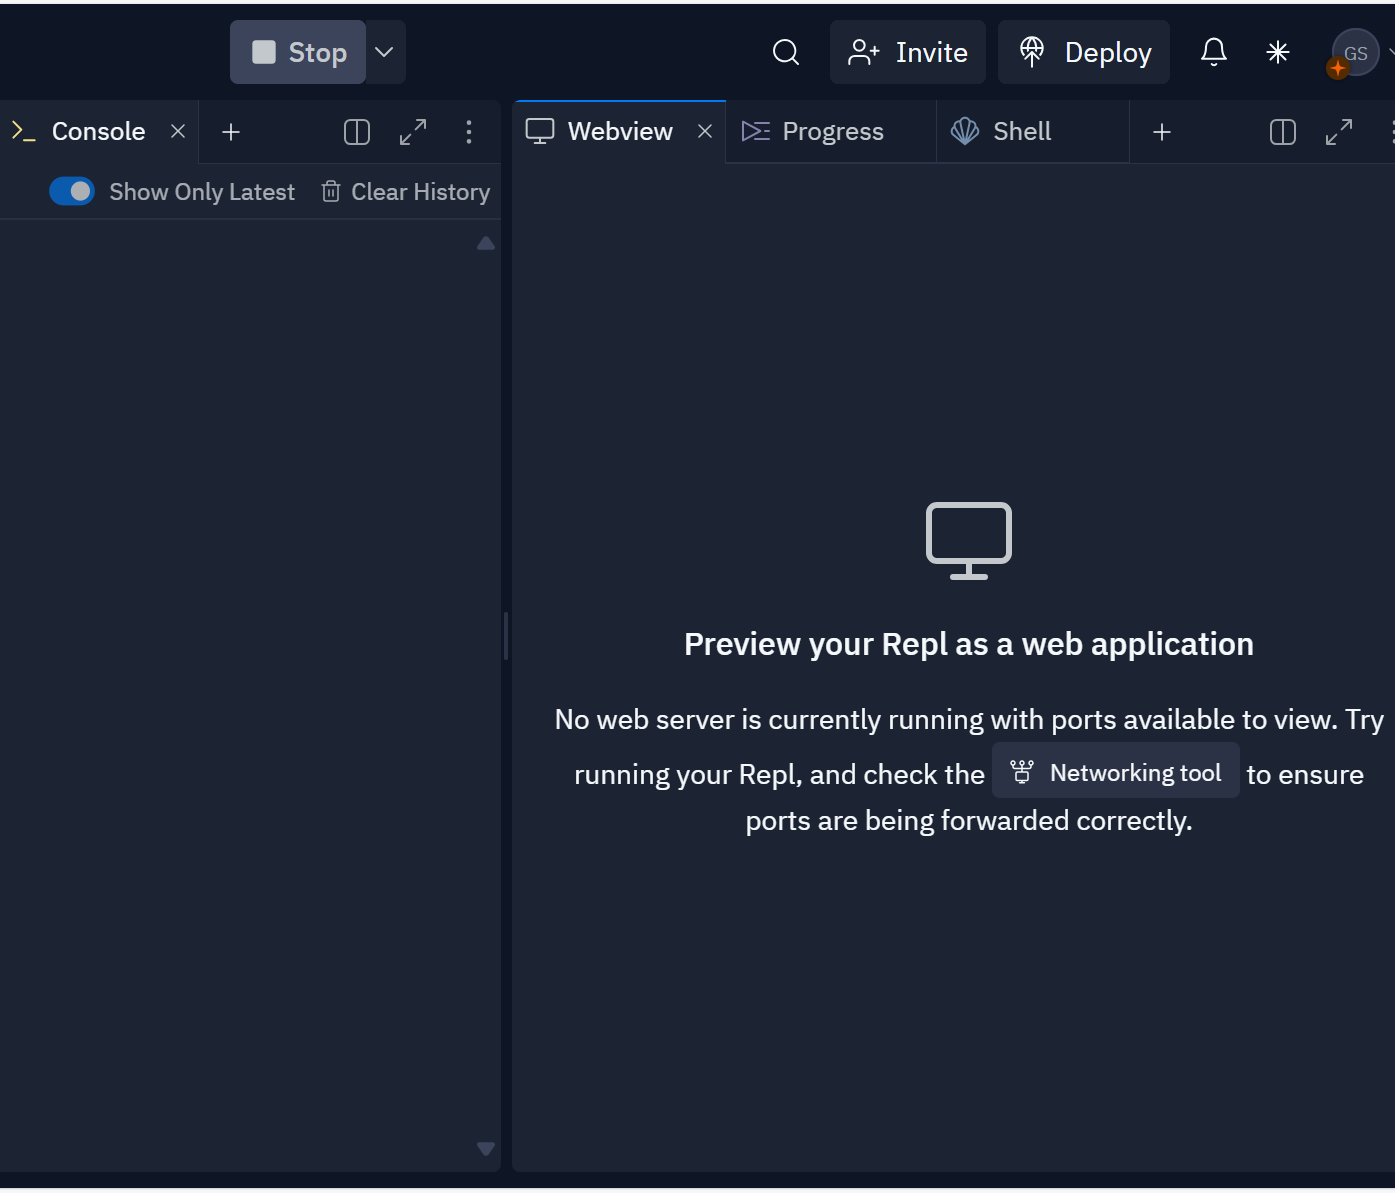 Stop
Invite
Deploy
GS
Console
Webview
Progress
Shell
Show Only Latest
Clear History
Preview your Repl as a web application
No web server is currently running with ports available to view. Try
running your Repl, and check the Networking tool to ensure
ports are being forwarded correctly.